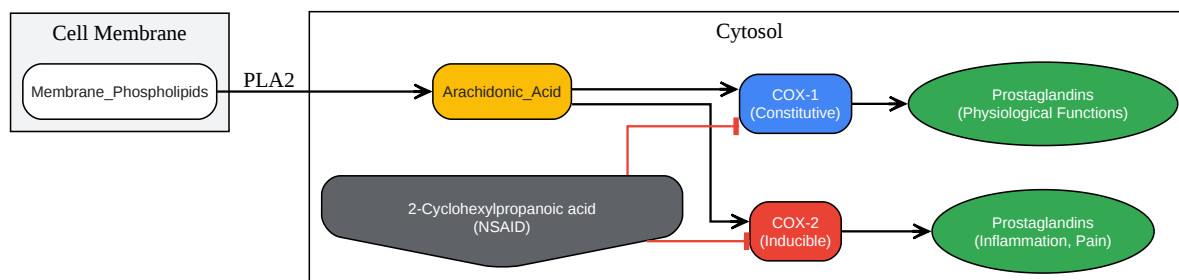 Cell Membrane
Membrane_Phospholipids
PLA2
Cytosol
Arachidonic_Acid
COX-1
(Constitutive)
Prostaglandins
(Physiological Functions)
2-Cyclohexylpropanoic acid
(NSAID)
COX-2
(Inducible)
Prostaglandins
(Inflammation, Pain)